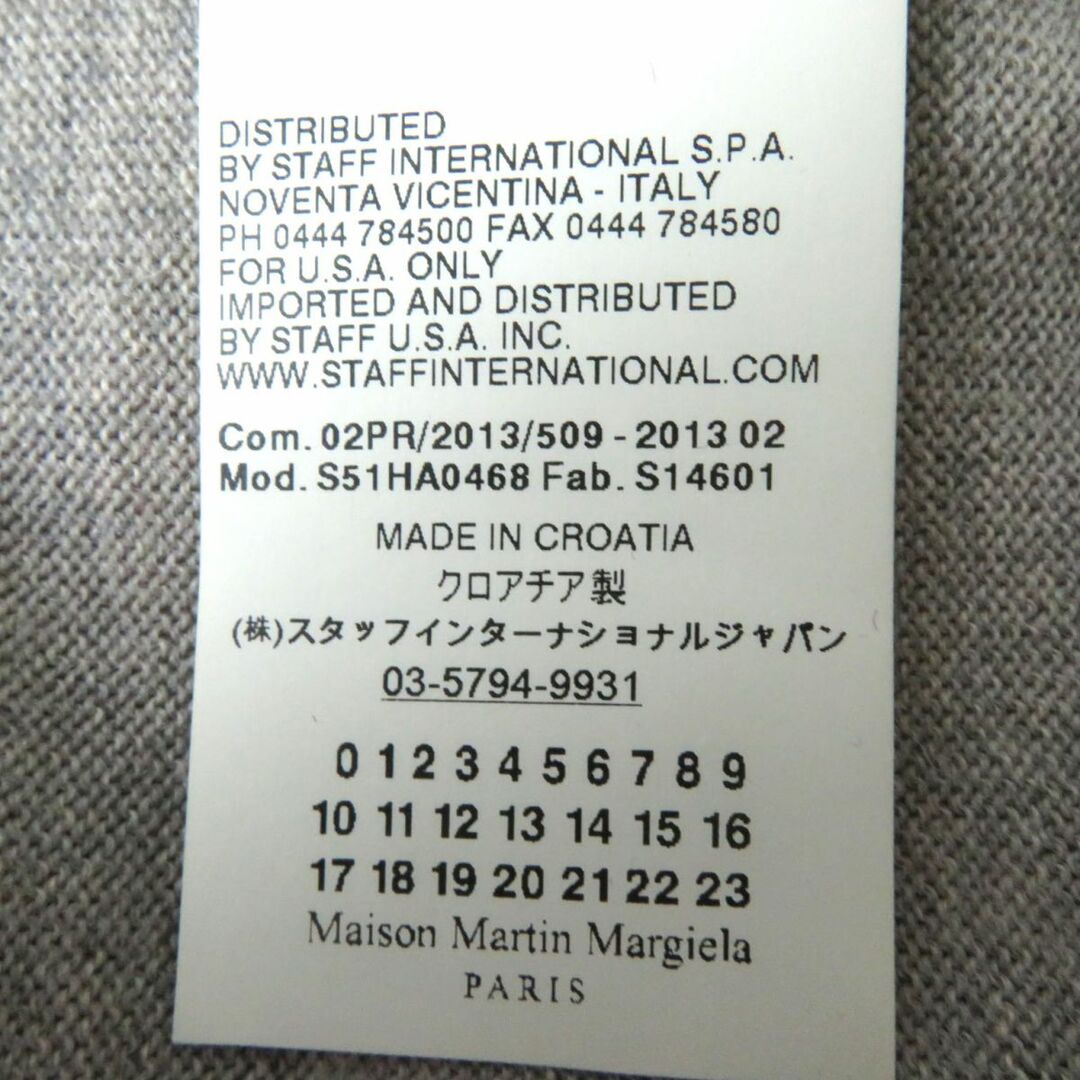 DISTRIBUTED
BY STAFF INTERNATIONAL S.P.A.
NOVENTA VICENTINA - ITALY
PH 0444 784500 FAX 0444 784580
FOR U.S.A. ONLY
IMPORTED AND DISTRIBUTED
BY STAFF U.S.A. INC.
WWW.STAFFINTERNATIONAL.COM
Com. 02PR/2013/509 - 2013 02
Mod. S51HA0468 Fab. S14601
MADE IN CROATIA
クロアチア製
(株)スタッフインターナショナルジャパン
03-5794-9931
0 1 2 3 4 5 6 7 8 9
10 11 12 13 14 15 16
17 18 19 20 21 22 23
Maison Martin Margiela
PARIS